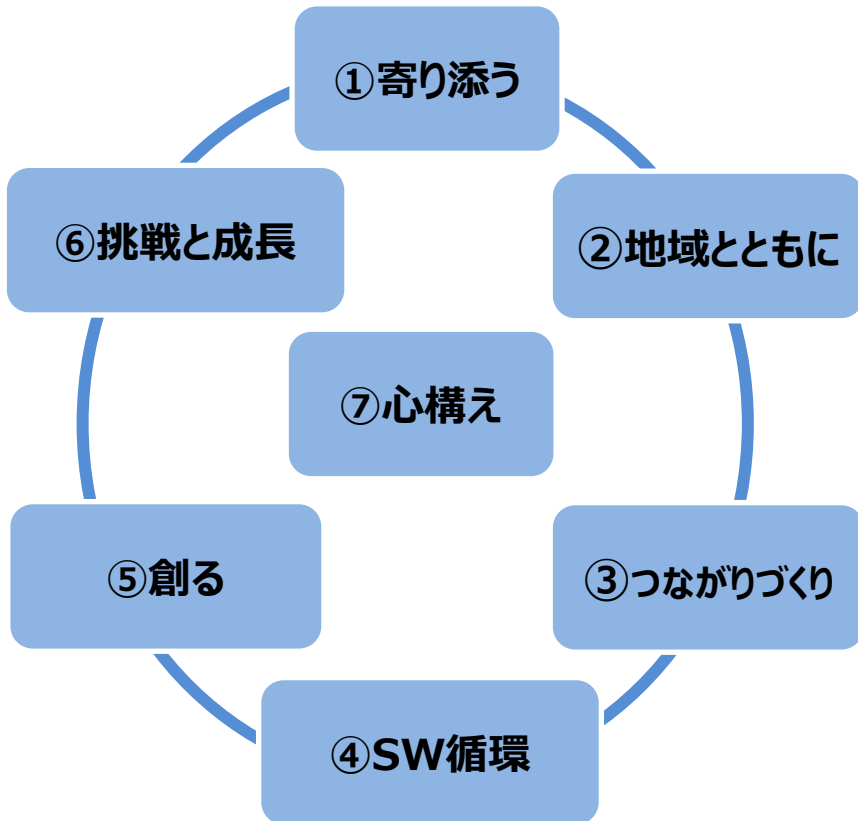 ①寄り添う
②地域とともに
③つながりづくり
④SW循環
⑤創る
⑥挑戦と成長
⑦心構え